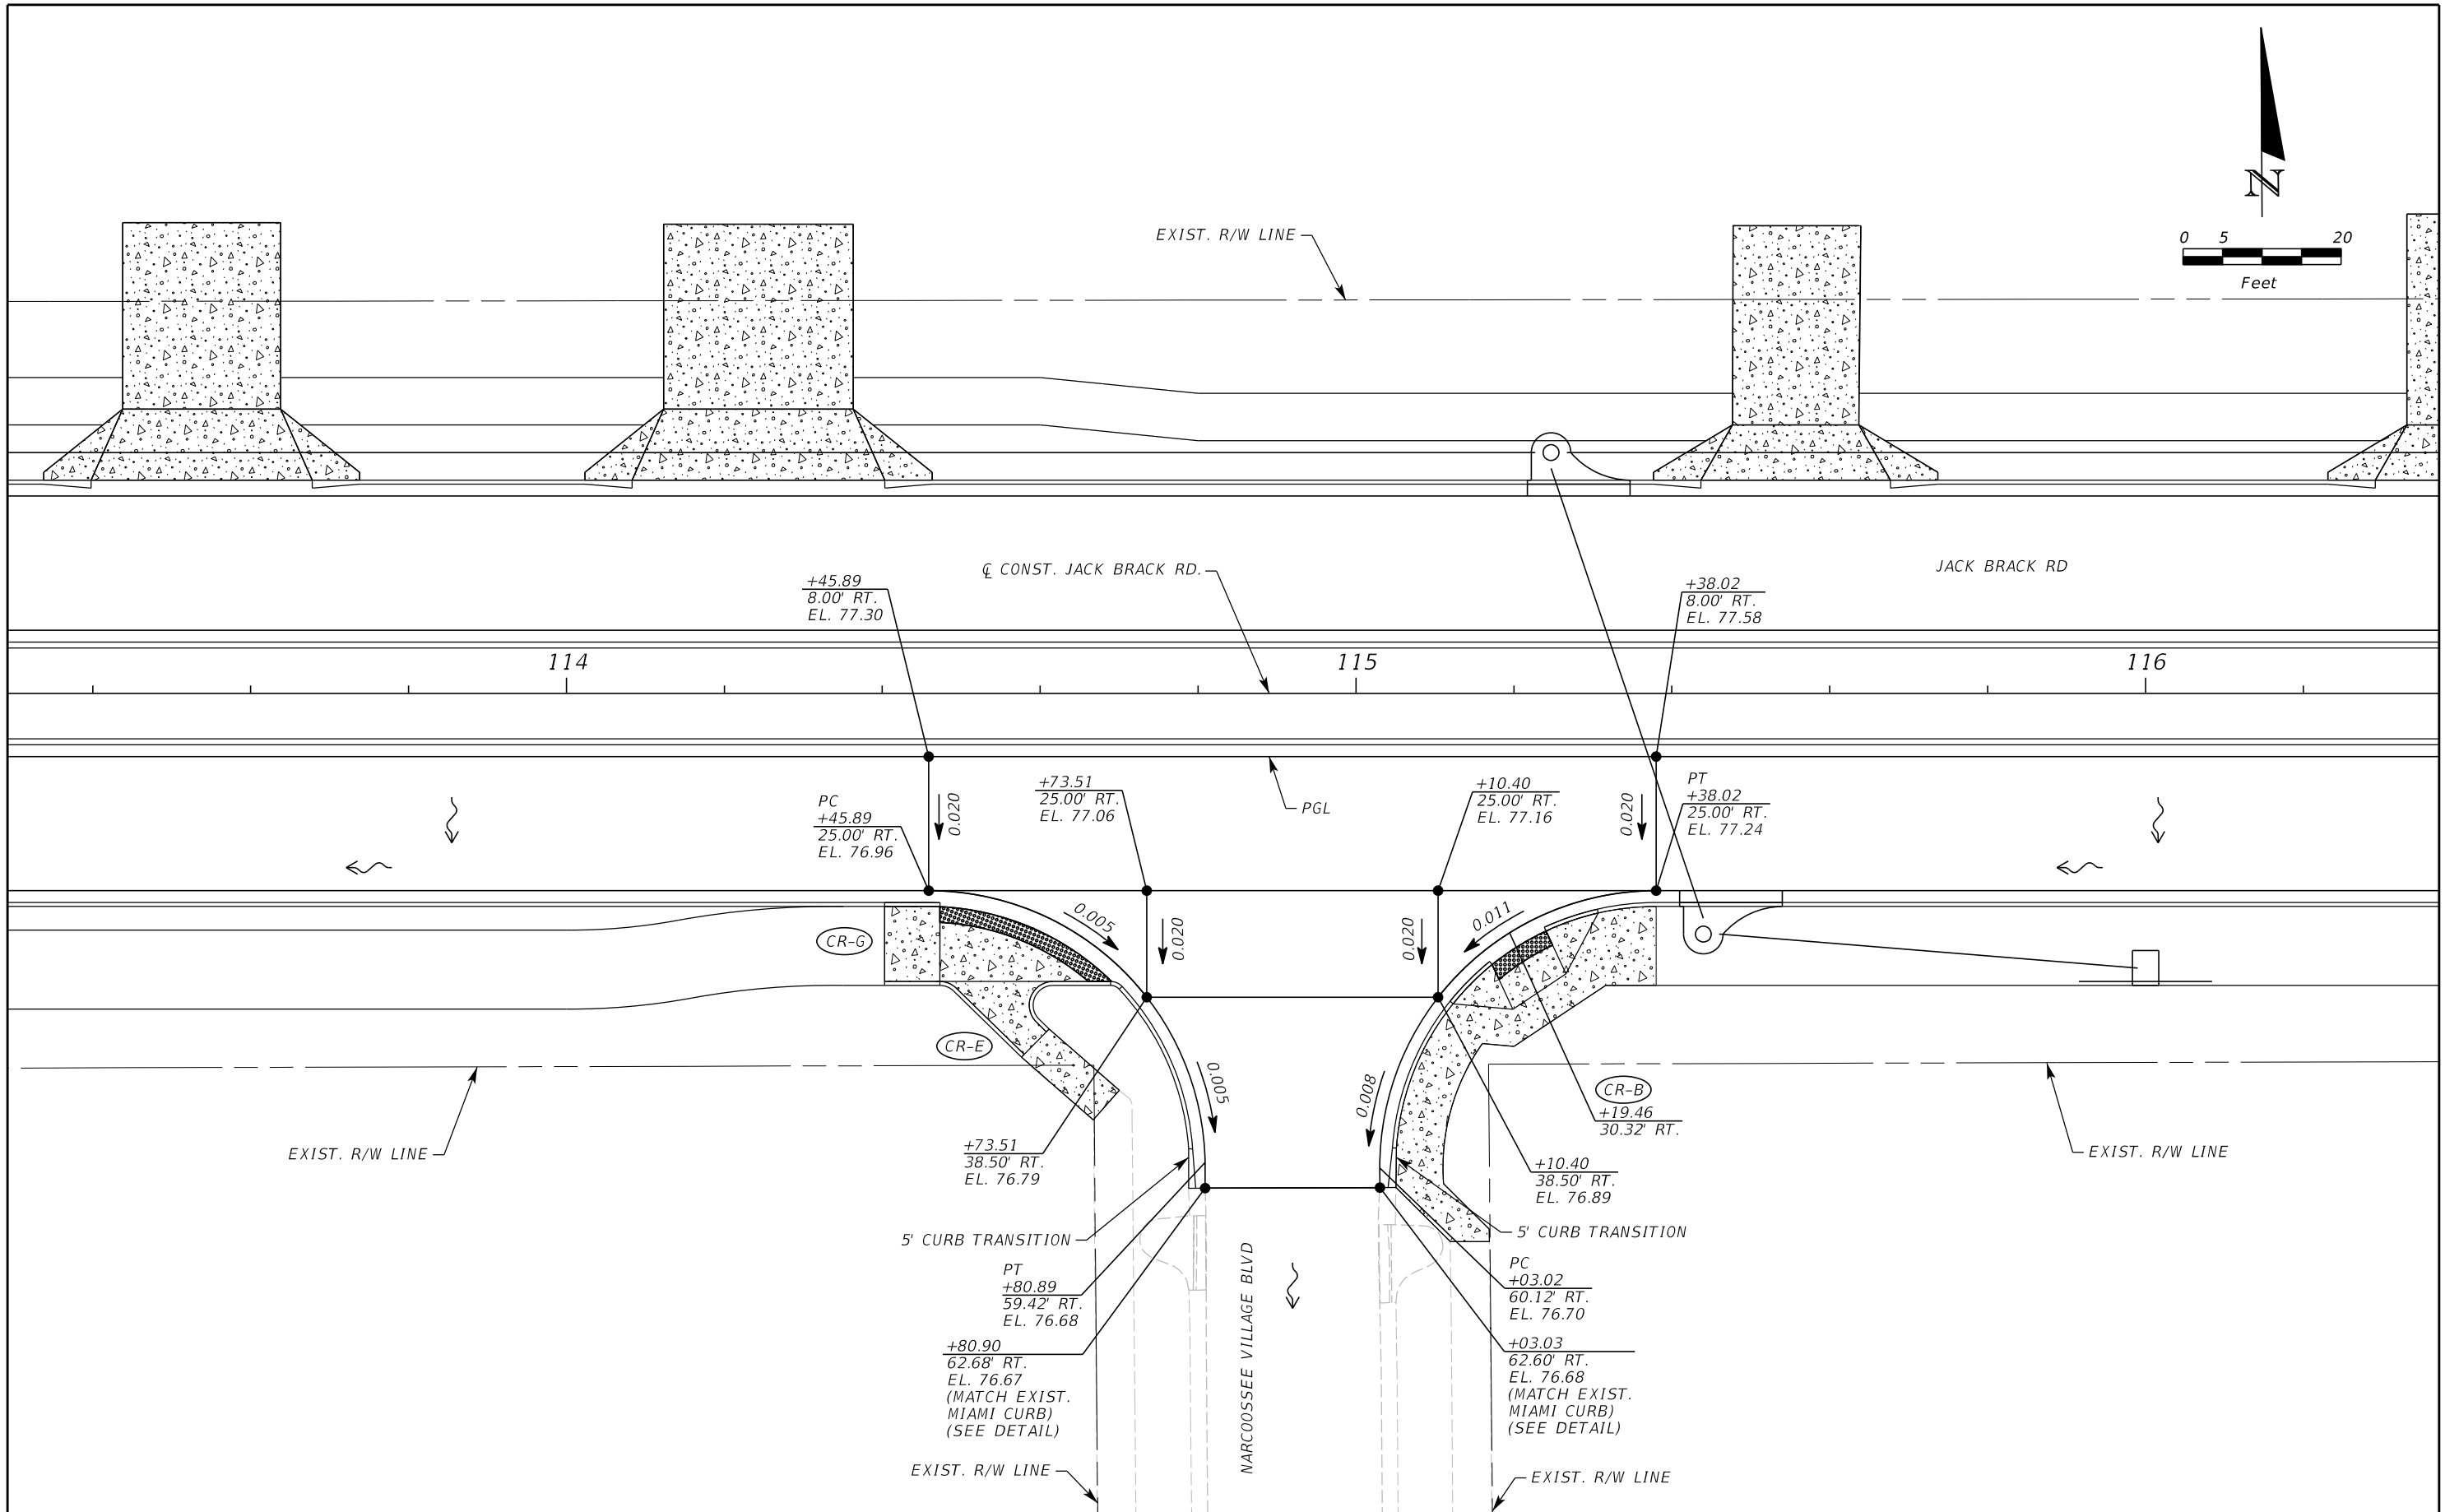 N
0 5 20
Feet
EXIST. R/W LINE
℄ CONST. JACK BRACK RD.
JACK BRACK RD
+45.89
8.00' RT.
EL. 77.30
+38.02
8.00' RT.
EL. 77.58
114 115 116
+73.51
25.00' RT.
EL. 77.06
+10.40
25.00' RT.
EL. 77.16
PT
+38.02
25.00' RT.
EL. 77.24
PC
+45.89
25.00' RT.
EL. 76.96
0.020
0.020
PGL
0.005
0.020
0.020
0.011
CR-G
CR-E
0.005
0.008
CR-B
+19.46
30.32' RT.
EXIST. R/W LINE
+73.51
38.50' RT.
EL. 76.79
+10.40
38.50' RT.
EL. 76.89
EXIST. R/W LINE
5' CURB TRANSITION
5' CURB TRANSITION
PT
+80.89
59.42' RT.
EL. 76.68
PC
+03.02
60.12' RT.
EL. 76.70
+80.90
62.68' RT.
EL. 76.67
(MATCH EXIST.
MIAMI CURB)
(SEE DETAIL)
NARCOOSSEE VILLAGE BLVD
+03.03
62.60' RT.
EL. 76.68
(MATCH EXIST.
MIAMI CURB)
(SEE DETAIL)
EXIST. R/W LINE
EXIST. R/W LINE